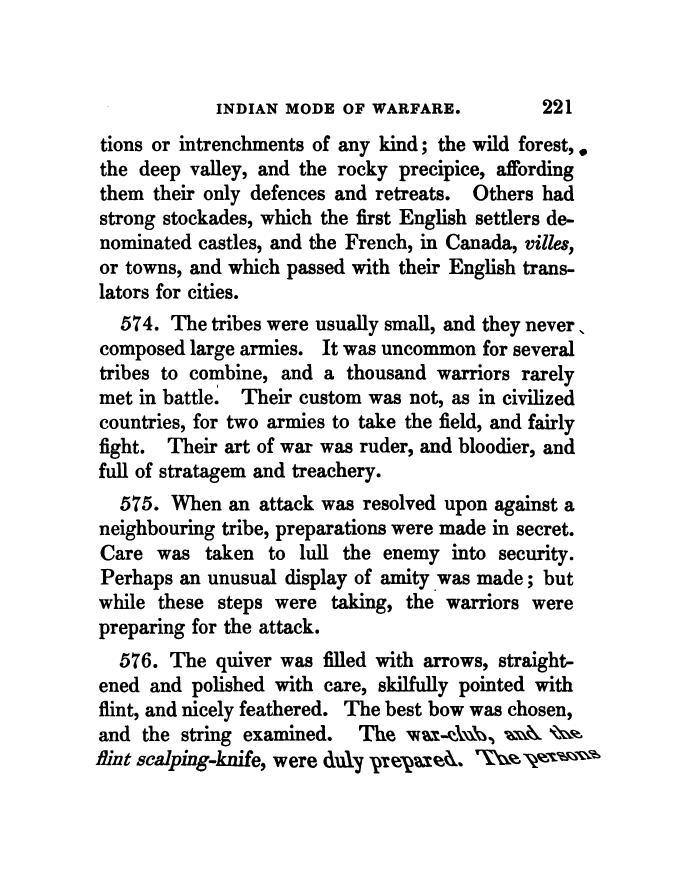 INDIAN MODE OF WARFARE. 221
tions or intrenchments of any kind; the wild forest,
the deep valley, and the rocky precipice, affording
them their only defences and retreats. Others had
strong stockades, which the first English settlers de-
nominated castles, and the French, in Canada, villes,
or towns, and which passed with their English trans-
lators for cities.
574. The tribes were usually small, and they never
composed large armies. It was uncommon for several
tribes to combine, and a thousand warriors rarely
met in battle. Their custom was not, as in civilized
countries, for two armies to take the field, and fairly
fight. Their art of war was ruder, and bloodier, and
full of stratagem and treachery.
575. When an attack was resolved upon against a
neighbouring tribe, preparations were made in secret.
Care was taken to lull the enemy into security.
Perhaps an unusual display of amity was made; but
while these steps were taking, the warriors were
preparing for the attack.
576. The quiver was filled with arrows, straight-
ened and polished with care, skilfully pointed with
flint, and nicely feathered. The best bow was chosen,
and the string examined. The war-club, and the
flint scalping-knife, were duly prepared. The persons